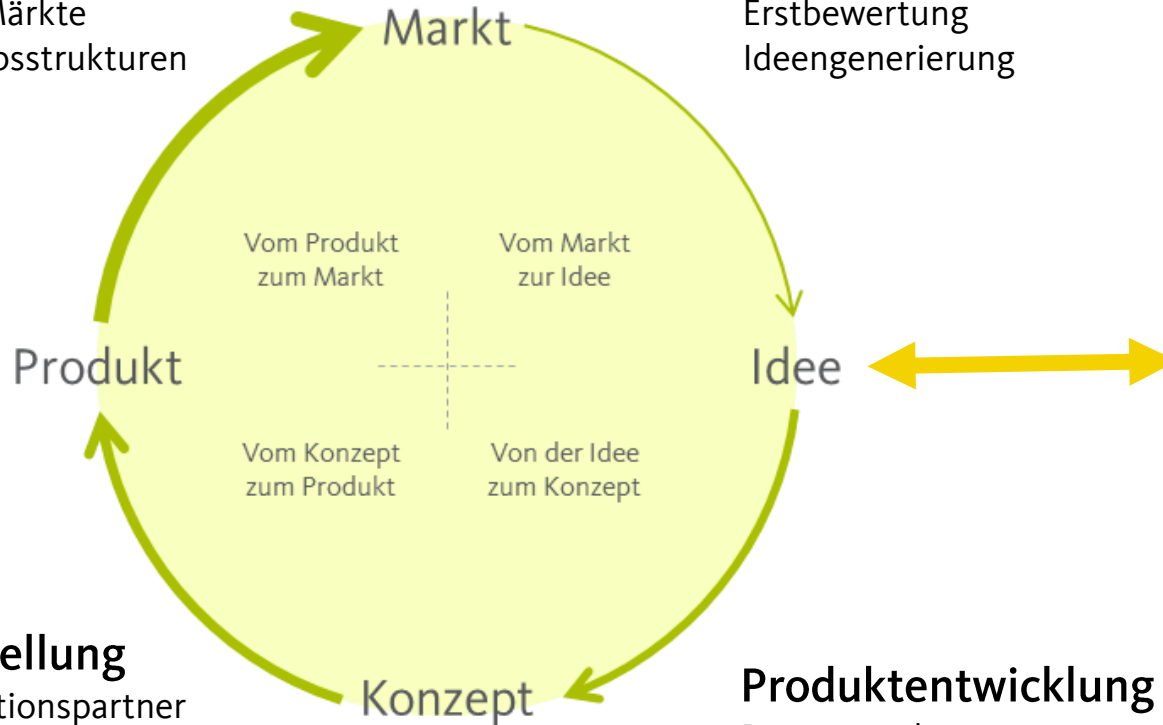 Märkte
osstrukturen
Markt
Erstbewertung
Ideengenerierung
Vom Produkt
zum Markt
Vom Markt
zur Idee
Produkt
Idee
Vom Konzept
zum Produkt
Von der Idee
zum Konzept
ellung
tionspartner
Konzept
Produktentwicklung